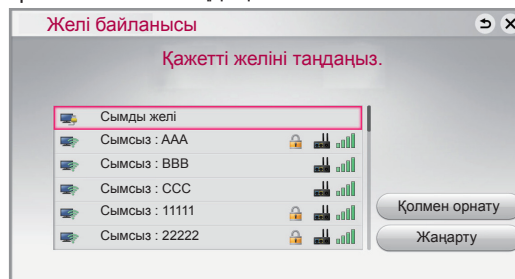 Желі байланысы
Қажетті желіні таңдаңыз.
Сымды желі
Сымсыз : AAA
Сымсыз : BBB
Сымсыз : CCC
Сымсыз : 11111
Сымсыз : 22222
Қолмен орнату
Жаңарту